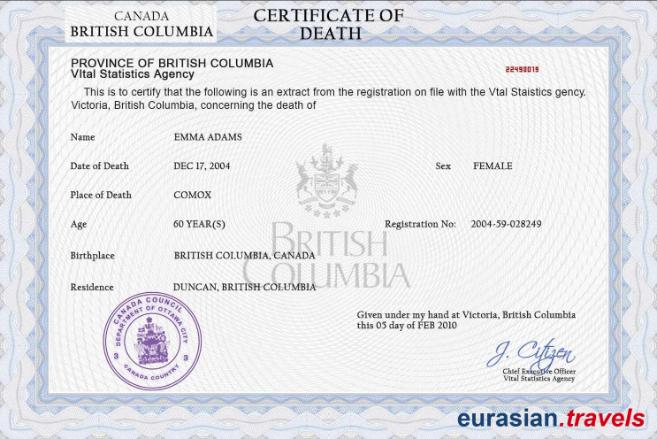 CANADA
BRITISH COLUMBIA
CERTIFICATE OF
DEATH
PROVINCE OF BRITISH COLUMBIA
VItal Statistics Agency
22490019
This is to certify that the following is an extract from the registration on file with the Vtal Staistics gency.
Victoria, British Columbia, concerning the death of
Name EMMA ADAMS
Date of Death DEC 17, 2004 Sex FEMALE
Place of Death COMOX
Age 60 YEAR(S) Registration No: 2004-59-028249
BRITISH
COLUMBIA
Birthplace BRITISH COLUMBIA, CANADA
Residence DUNCAN, BRITISH COLUMBIA
CANADA COUNCIL
DEPARTMENT OF OTTAWA CITY
CANADA COUNTRY
Given under my hand at Victoria, British Columbia
this 05 day of FEB 2010
J. Citizen
Chief Executive Officer
Vital Statistics Agency
eurasian.travels